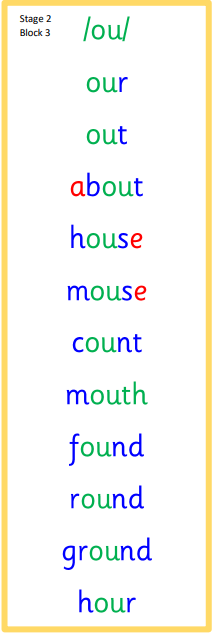 Stage 2
Block 3
/ou/
our
out
about
house
mouse
count
mouth
found
round
ground
hour